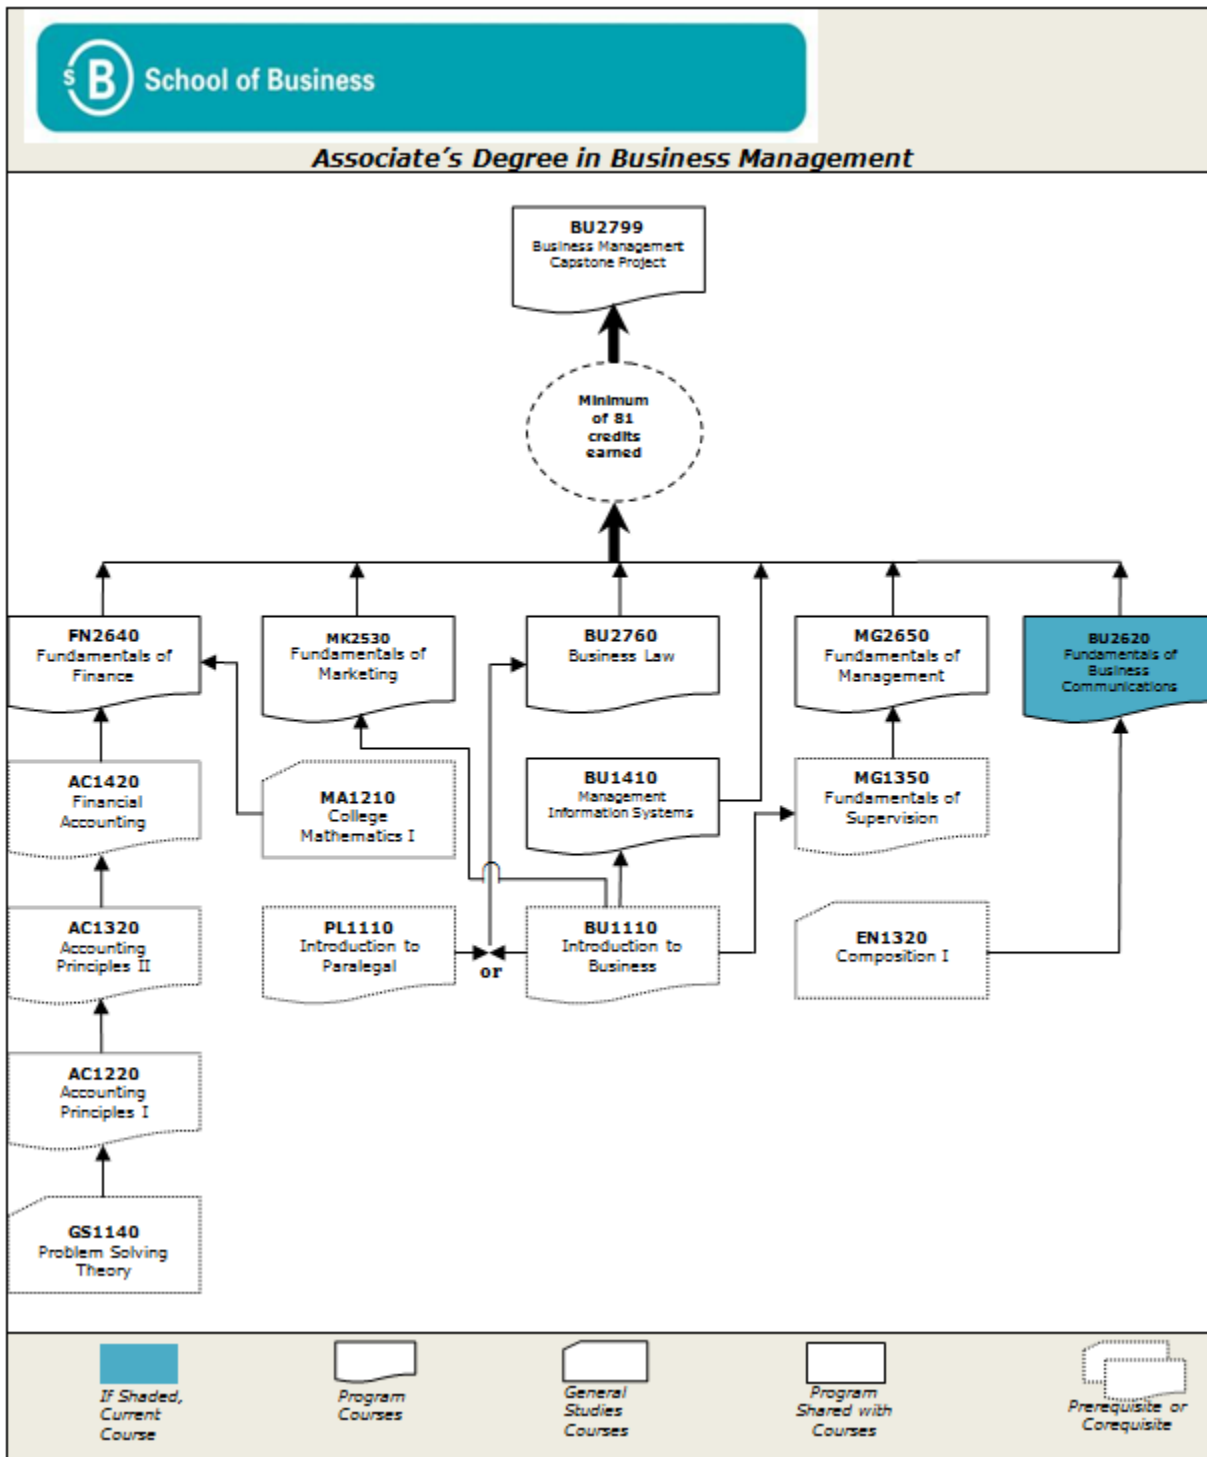 sB School of Business
Associate's Degree in Business Management
BU2799
Business Management
Capstone Project
Minimum
of 81
credits
earned
FN2640
Fundamentals of
Finance
MK2530
Fundamentals of
Marketing
BU2760
Business Law
MG2650
Fundamentals of
Management
BU2620
Fundamentals of
Business
Communications
AC1420
Financial
Accounting
MA1210
College
Mathematics I
BU1410
Management
Information Systems
MG1350
Fundamentals of
Supervision
AC1320
Accounting
Principles II
PL1110
Introduction to
Paralegal
or
BU1110
Introduction to
Business
EN1320
Composition I
AC1220
Accounting
Principles I
GS1140
Problem Solving
Theory
If Shaded,
Current
Course
Program
Courses
General
Studies
Courses
Program
Shared with
Courses
Prerequisite or
Corequisite